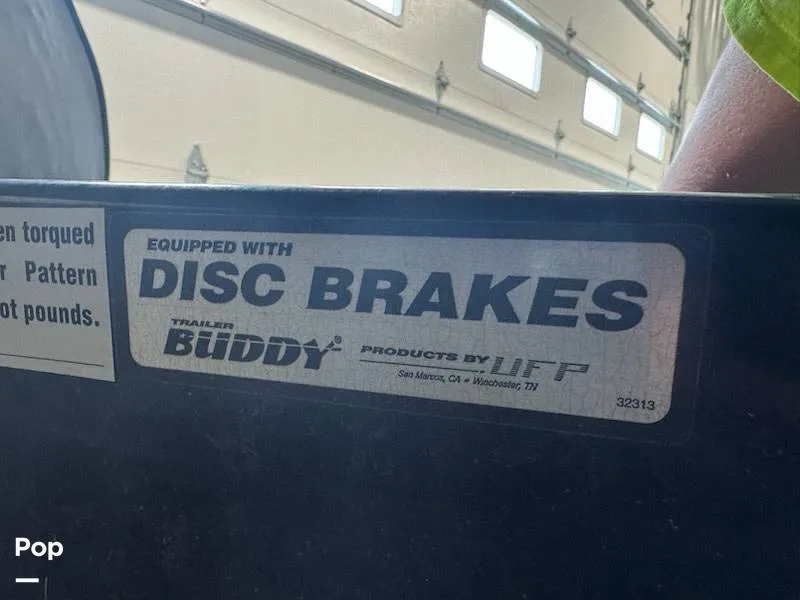 en torqued
r Pattern
ot pounds.
EQUIPPED WITH
DISC BRAKES
TRAILER
BUDDY®
PRODUCTS BY UFP
San Marcos, CA • Winchester, TN
32313
Pop